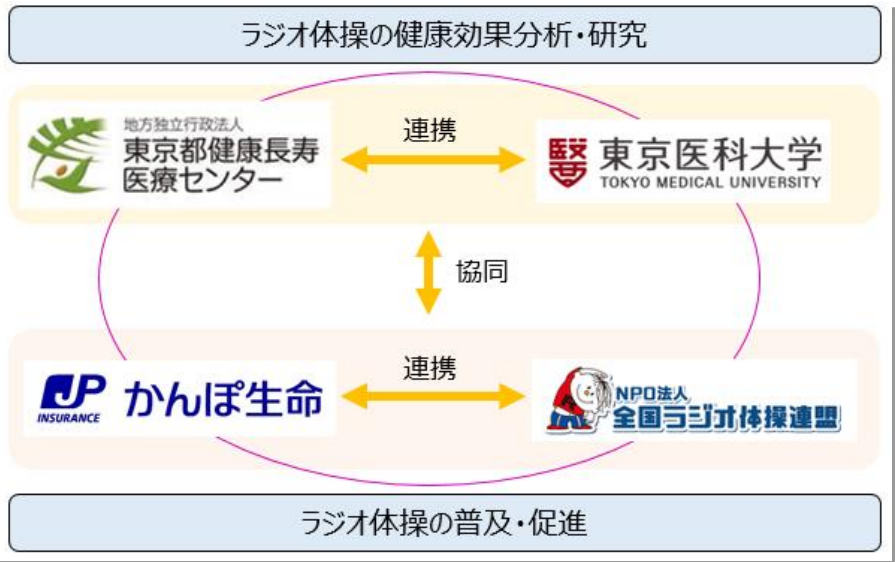 ラジオ体操の健康効果分析・研究
地方独立行政法人
東京都健康長寿
医療センター
連携
東京医科大学
TOKYO MEDICAL UNIVERSITY
協同
JP
INSURANCE
かんぽ生命
連携
NPO法人
全国ラジオ体操連盟
ラジオ体操の普及・促進